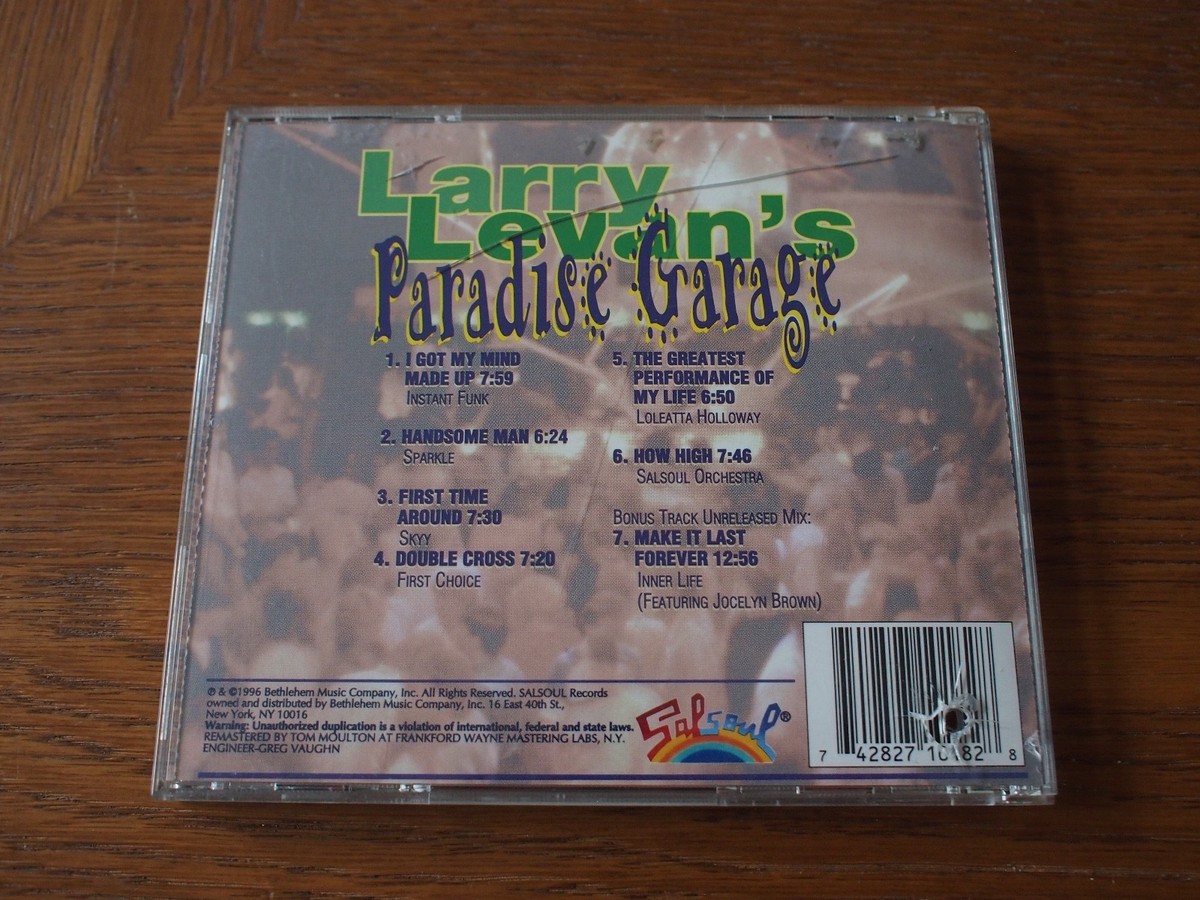 Larry
Levan's
Paradise Garage
1. I GOT MY MIND
MADE UP 7:59
INSTANT FUNK
2. HANDSOME MAN 6:24
SPARKLE
3. FIRST TIME
AROUND 7:30
SKYY
4. DOUBLE CROSS 7:20
FIRST CHOICE
5. THE GREATEST
PERFORMANCE OF
MY LIFE 6:50
LOLEATTA HOLLOWAY
6. HOW HIGH 7:46
SALSOUL ORCHESTRA
BONUS TRACK UNRELEASED MIX:
7. MAKE IT LAST
FOREVER 12:56
INNER LIFE
(FEATURING JOCELYN BROWN)
℗ & ©1996 Bethlehem Music Company, Inc. All Rights Reserved. SALSOUL Records
owned and distributed by Bethlehem Music Company, Inc. 16 East 40th St.,
New York, NY 10016
Warning: Unauthorized duplication is a violation of international, federal and state laws.
REMASTERED BY TOM MOULTON AT FRANKFORD WAYNE MASTERING LABS, N.Y.
ENGINEER-GREG VAUGHN
Salsoul®
7 42827 8